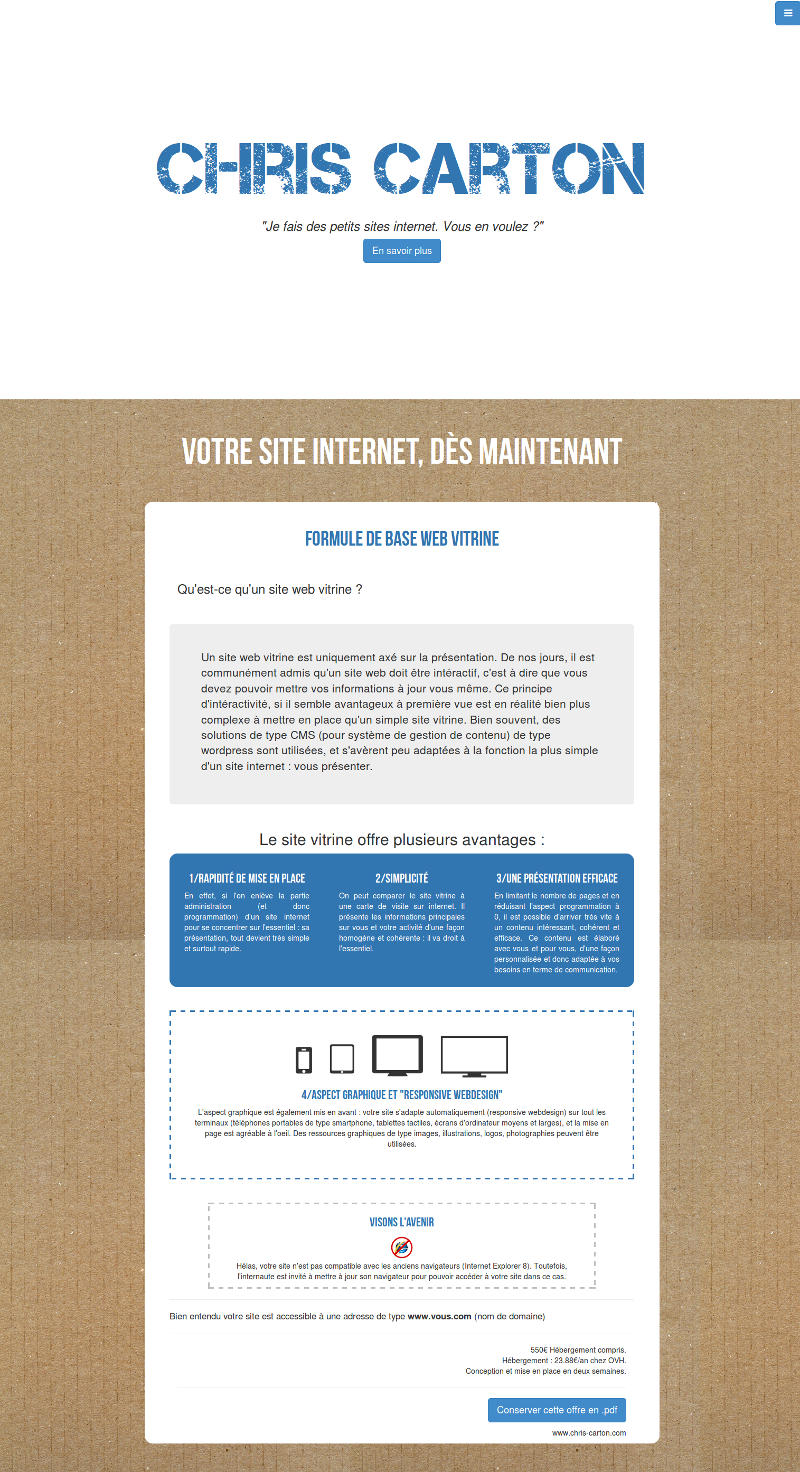 CHRIS CARTON
"Je fais des petits sites internet. Vous en voulez ?"
En savoir plus
VOTRE SITE INTERNET, DÈS MAINTENANT
FORMULE DE BASE WEB VITRINE
Qu'est-ce qu'un site web vitrine ?
Un site web vitrine est uniquement axé sur la présentation. De nos jours, il est
communément admis qu'un site web doit être intéractif, c'est à dire que vous
devez pouvoir mettre vos informations à jour vous même. Ce principe
d'intéractivité, si il semble avantageux à première vue est en réalité bien plus
complexe à mettre en place qu'un simple site vitrine. Bien souvent, des
solutions de type CMS (pour système de gestion de contenu) de type
wordpress sont utilisées, et s'avèrent peu adaptées à la fonction la plus simple
d'un site internet : vous présenter.
Le site vitrine offre plusieurs avantages :
1/RAPIDITÉ DE MISE EN PLACE
En effet, si l'on enlève la partie
administration (et donc
programmation) d'un site internet
pour se concentrer sur l'essentiel : sa
présentation, tout devient très simple
et surtout rapide.
2/SIMPLICITÉ
On peut comparer le site vitrine à
une carte de visite sur internet. Il
présente les informations principales
sur vous et votre activité d'une façon
homogène et cohérente : il va droit à
l'essentiel.
3/UNE PRÉSENTATION EFFICACE
En limitant le nombre de pages et en
réduisant l'aspect programmation à
0, il est possible d'arriver très vite à
un contenu intéressant, cohérent et
efficace. Ce contenu est élaboré
avec vous et pour vous, d'une façon
personnalisée et donc adaptée à vos
besoins en terme de communication.
4/ASPECT GRAPHIQUE ET "RESPONSIVE WEBDESIGN"
L'aspect graphique est également mis en avant : votre site s'adapte automatiquement (responsive webdesign) sur tout les
terminaux (téléphones portables de type smartphone, tablettes tactiles, écrans d'ordinateur moyens et larges), et la mise en
page est agréable à l'oeil. Des ressources graphiques de type images, illustrations, logos, photographies peuvent être
utilisées.
VISONS L'AVENIR
Hélas, votre site n'est pas compatible avec les anciens navigateurs (Internet Explorer 8). Toutefois,
l'internaute est invité à mettre à jour son navigateur pour pouvoir accéder à votre site dans ce cas.
Bien entendu votre site est accessible à une adresse de type www.vous.com (nom de domaine)
550€ Hébergement compris.
Hébergement : 23.88€/an chez OVH.
Conception et mise en place en deux semaines.
Conserver cette offre en .pdf
www.chris-carton.com